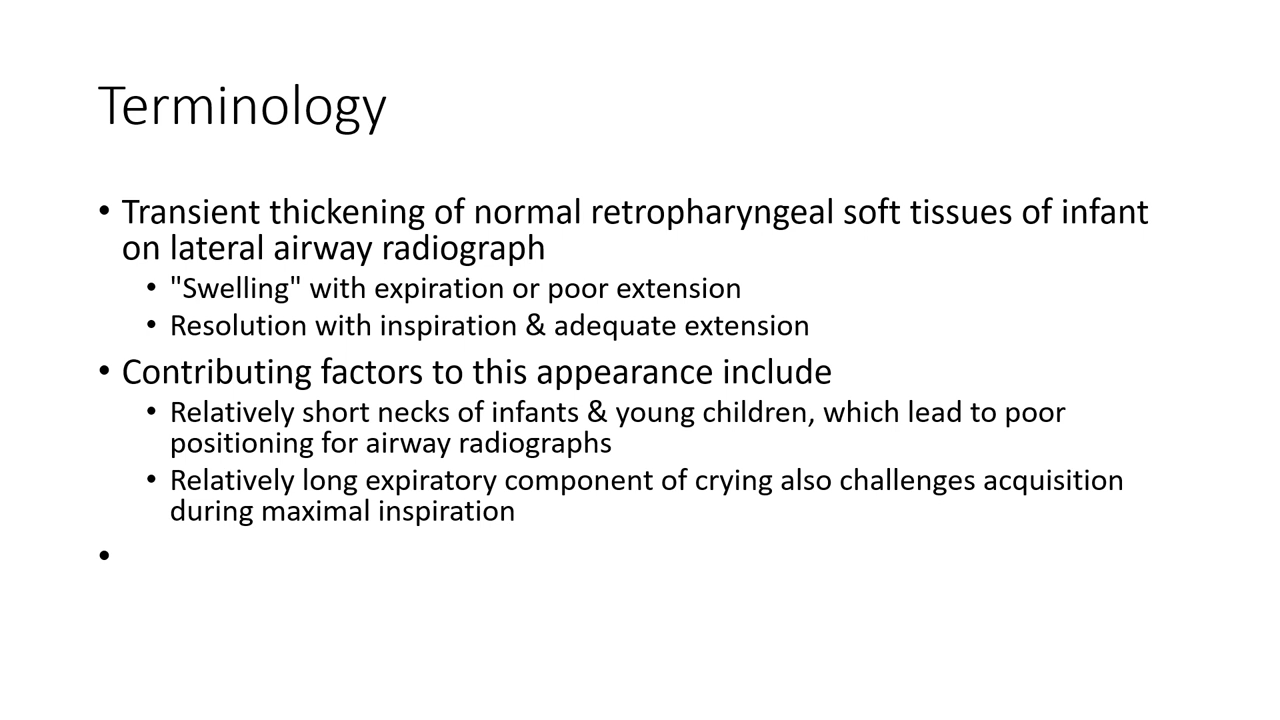 Terminology
• Transient thickening of normal retropharyngeal soft tissues of infant
on lateral airway radiograph
• "Swelling" with expiration or poor extension
• Resolution with inspiration & adequate extension
• Contributing factors to this appearance include
• Relatively short necks of infants & young children, which lead to poor
positioning for airway radiographs
• Relatively long expiratory component of crying also challenges acquisition
during maximal inspiration
•